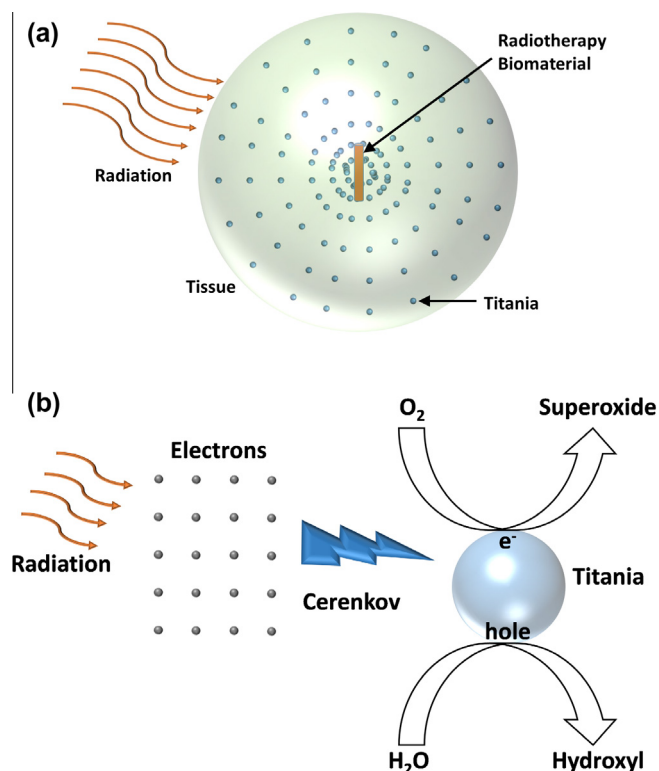 (a)
Radiotherapy
Biomaterial
Radiation
Tissue
Titania
(b)
O₂
Superoxide
Electrons
Radiation
e⁻
Titania
Cerenkov
hole
H₂O
Hydroxyl